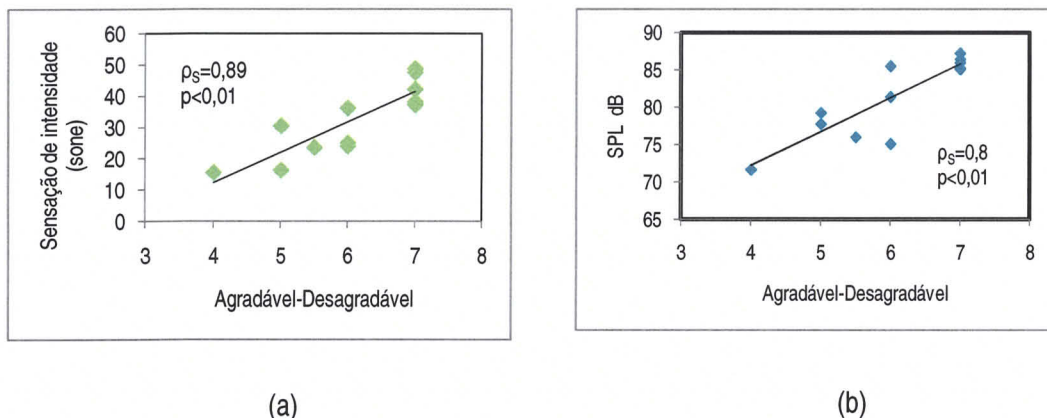 60
50
40
30
20
10
0
Sensação de intensidade
(sone)
ρS=0,89
p<0,01
3 4 5 6 7 8
Agradável-Desagradável
(a)
90
85
80
75
70
65
SPL dB
ρS=0,8
p<0,01
3 4 5 6 7 8
Agradável-Desagradável
(b)